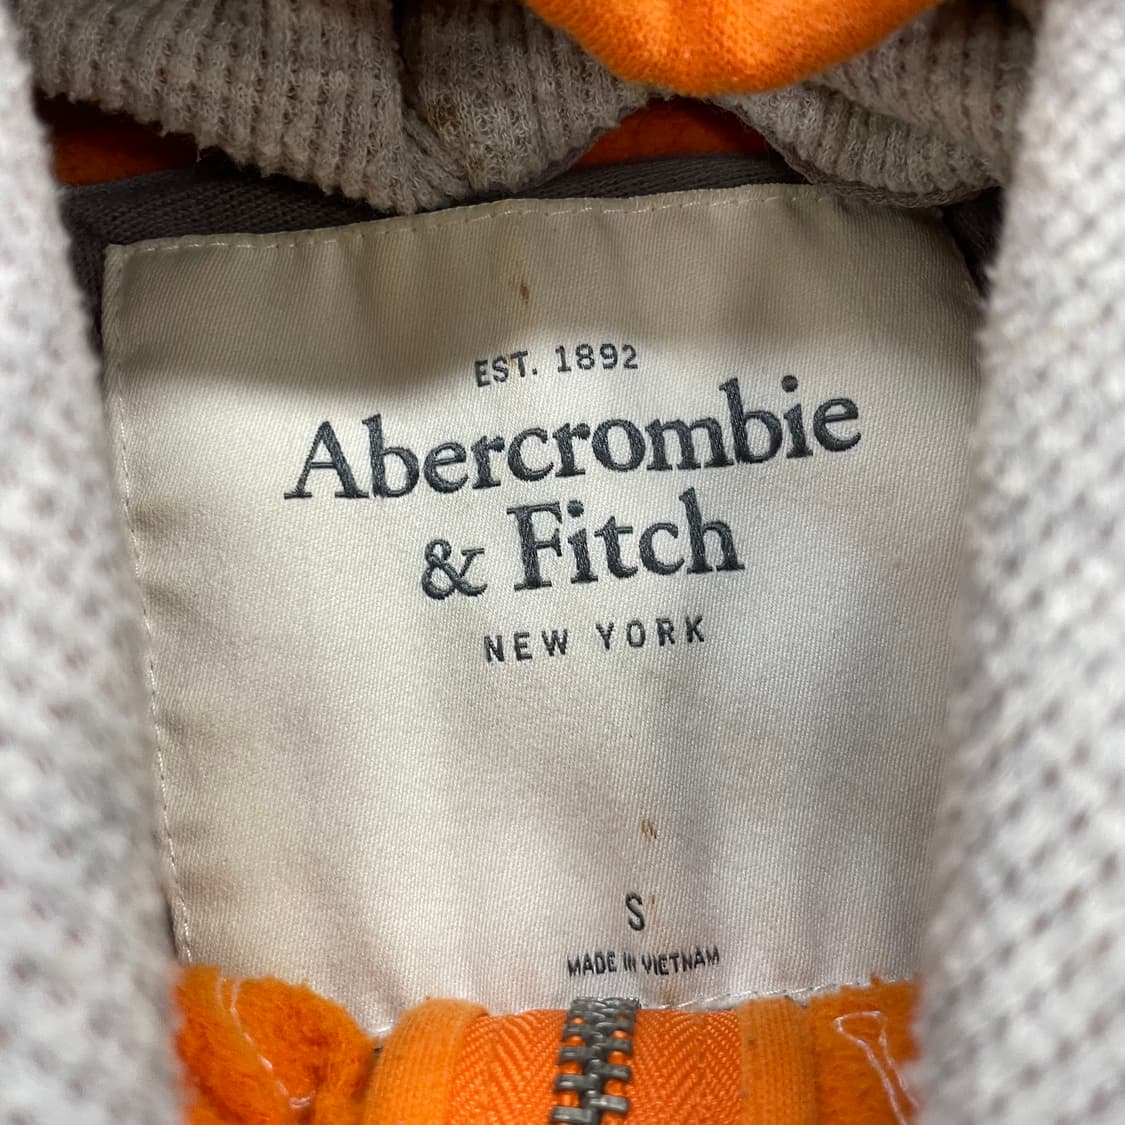 EST. 1892
Abercrombie
& Fitch
NEW YORK
S
MADE IN VIETNAM